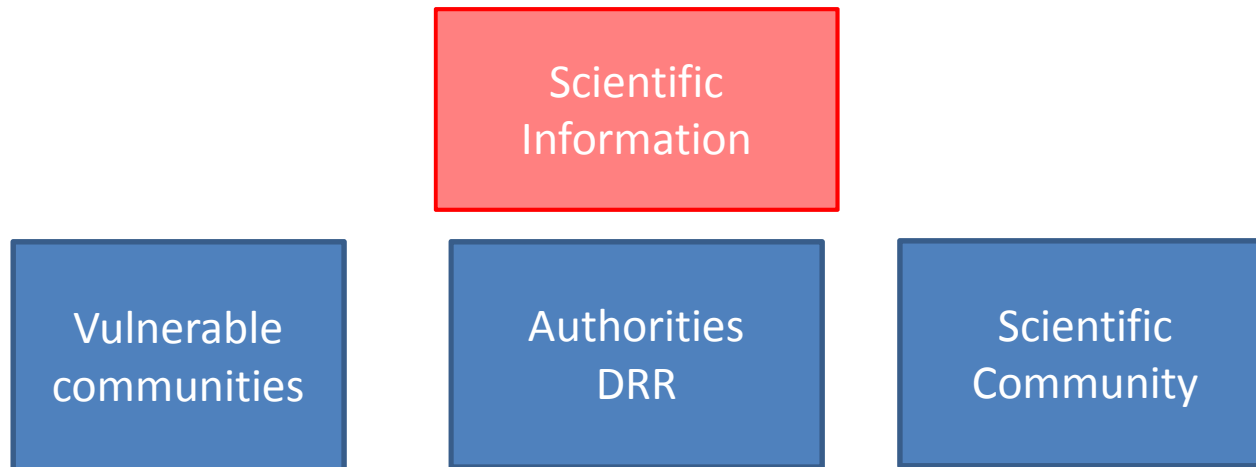 Scientific
Information
Vulnerable
communities
Authorities
DRR
Scientific
Community